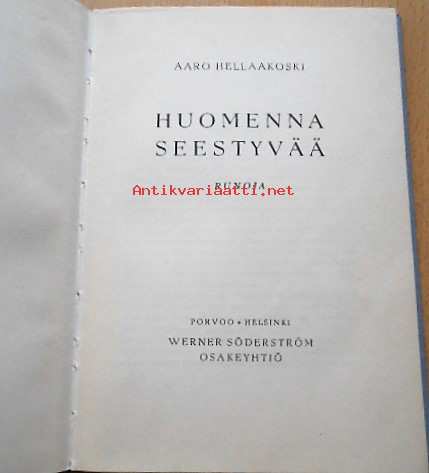 AARO HELLAAKOSKI
HUOMENNA
SEESTYVÄÄ
RUNOJA
Antikvariaatti.net
PORVOO • HELSINKI
WERNER SÖDERSTRÖM
OSAKEYHTIÖ